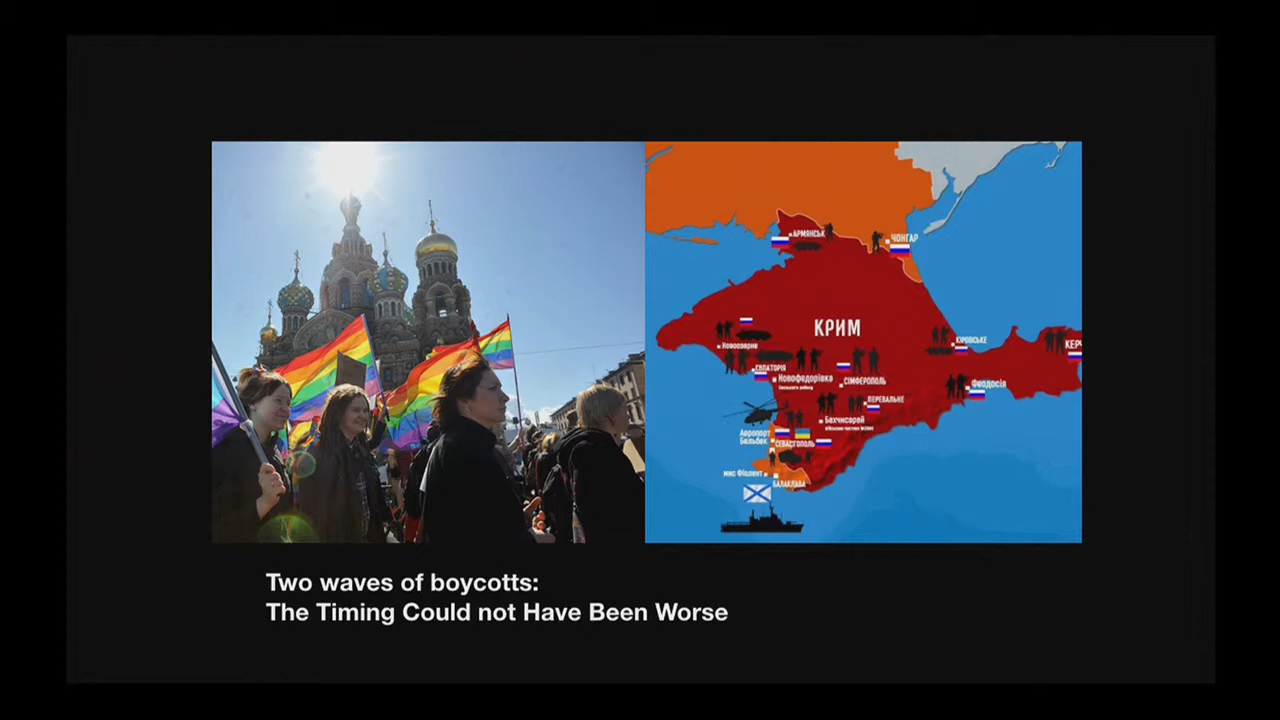 АРМЯНСЬК
ЧОНГАР
КРИМ
Новоозерне
КІРОВСЬКЕ
КЕРЧ
ЄВПАТОРІЯ
Новофедорівка
СІМФЕРОПОЛЬ
Феодосія
ПЕРЕВАЛЬНЕ
Бахчисарай
Аеропорт
Бельбек
СЕВАСТОПОЛЬ
мис Фіолент
БАЛАКЛАВА
Two waves of boycotts:
The Timing Could not Have Been Worse